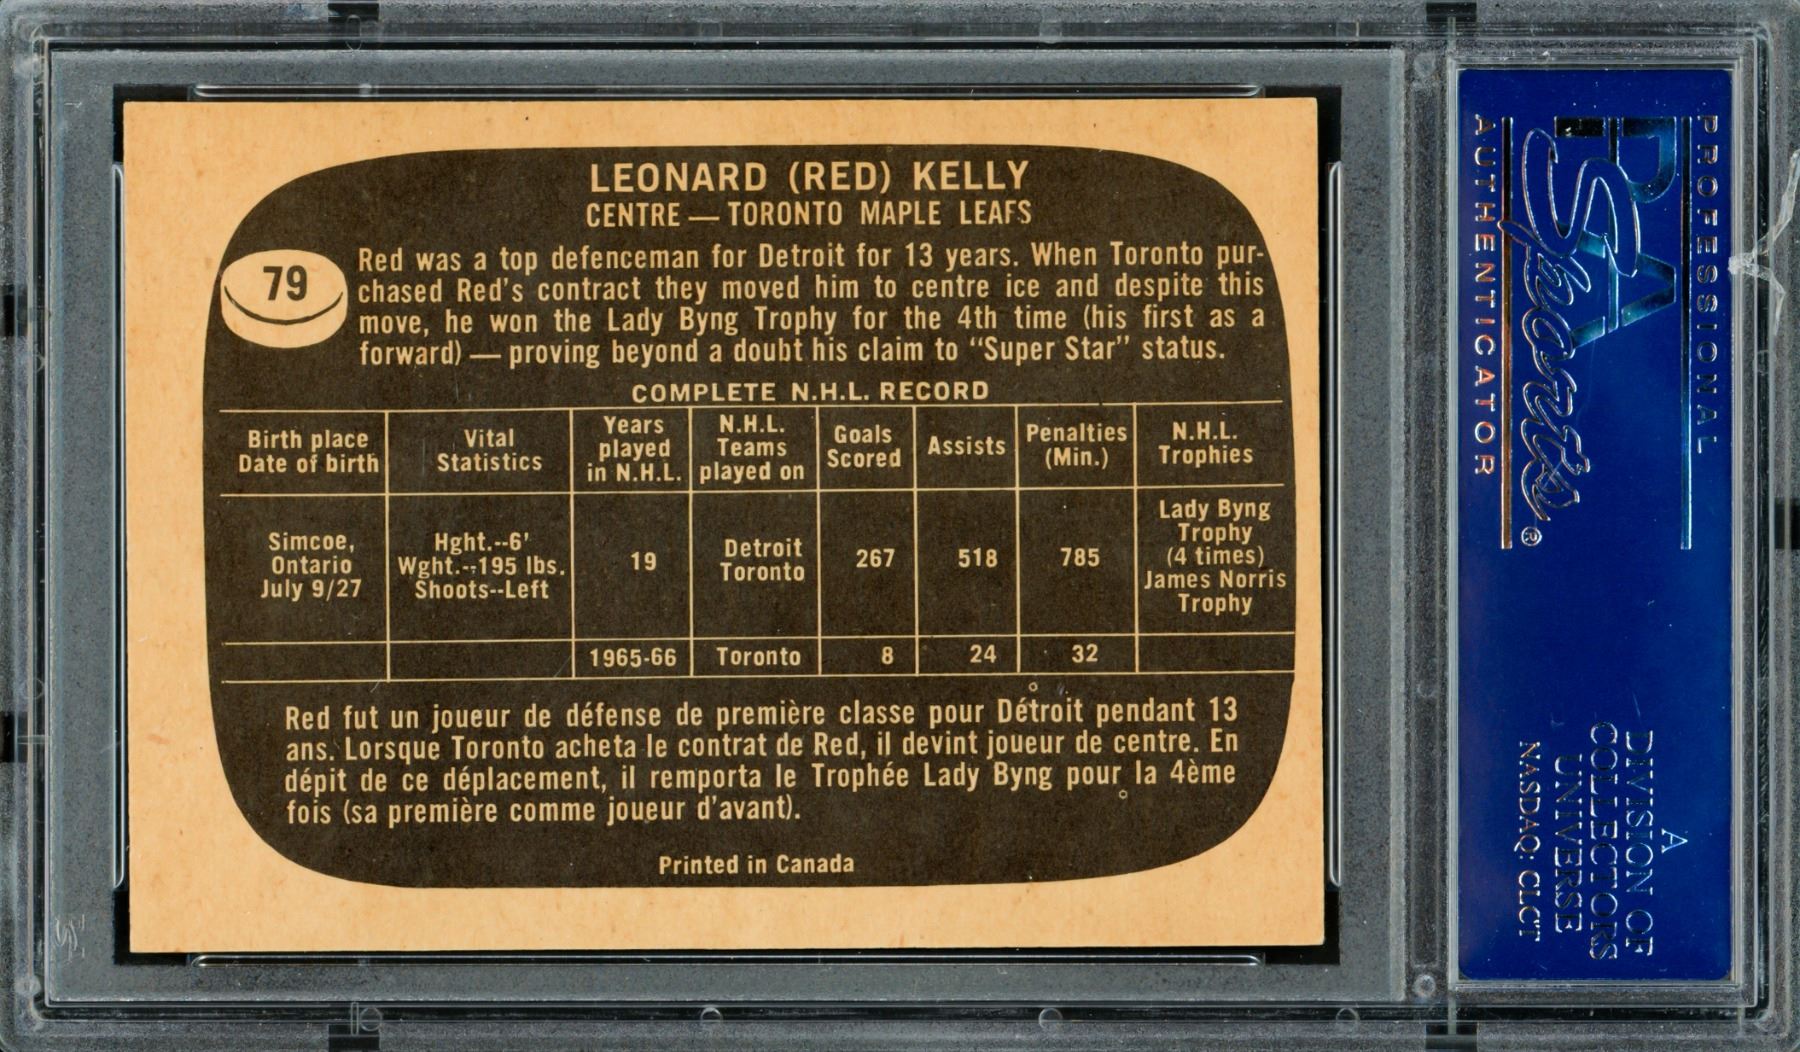 LEONARD (RED) KELLY
CENTRE — TORONTO MAPLE LEAFS
79
Red was a top defenceman for Detroit for 13 years. When Toronto pur-
chased Red's contract they moved him to centre ice and despite this
move, he won the Lady Byng Trophy for the 4th time (his first as a
forward) — proving beyond a doubt his claim to "Super Star" status.
COMPLETE N.H.L. RECORD
Birth place
Date of birth
Vital
Statistics
Years
played
in N.H.L.
N.H.L.
Teams
played on
Goals
Scored
Assists
Penalties
(Min.)
N.H.L.
Trophies
Simcoe,
Ontario
July 9/27
Hght.--6'
Wght.--195 lbs.
Shoots--Left
19
Detroit
Toronto
267
518
785
Lady Byng
Trophy
(4 times)
James Norris
Trophy
1965-66
Toronto
8
24
32
Red fut un joueur de défense de première classe pour Détroit pendant 13
ans. Lorsque Toronto acheta le contrat de Red, il devint joueur de centre. En
dépit de ce déplacement, il remporta le Trophée Lady Byng pour la 4ème
fois (sa première comme joueur d'avant).
Printed in Canada
PROFESSIONAL
PSA
Sports®
AUTHENTICATOR
A
DIVISION OF
COLLECTORS
UNIVERSE
NASDAQ: CLCT